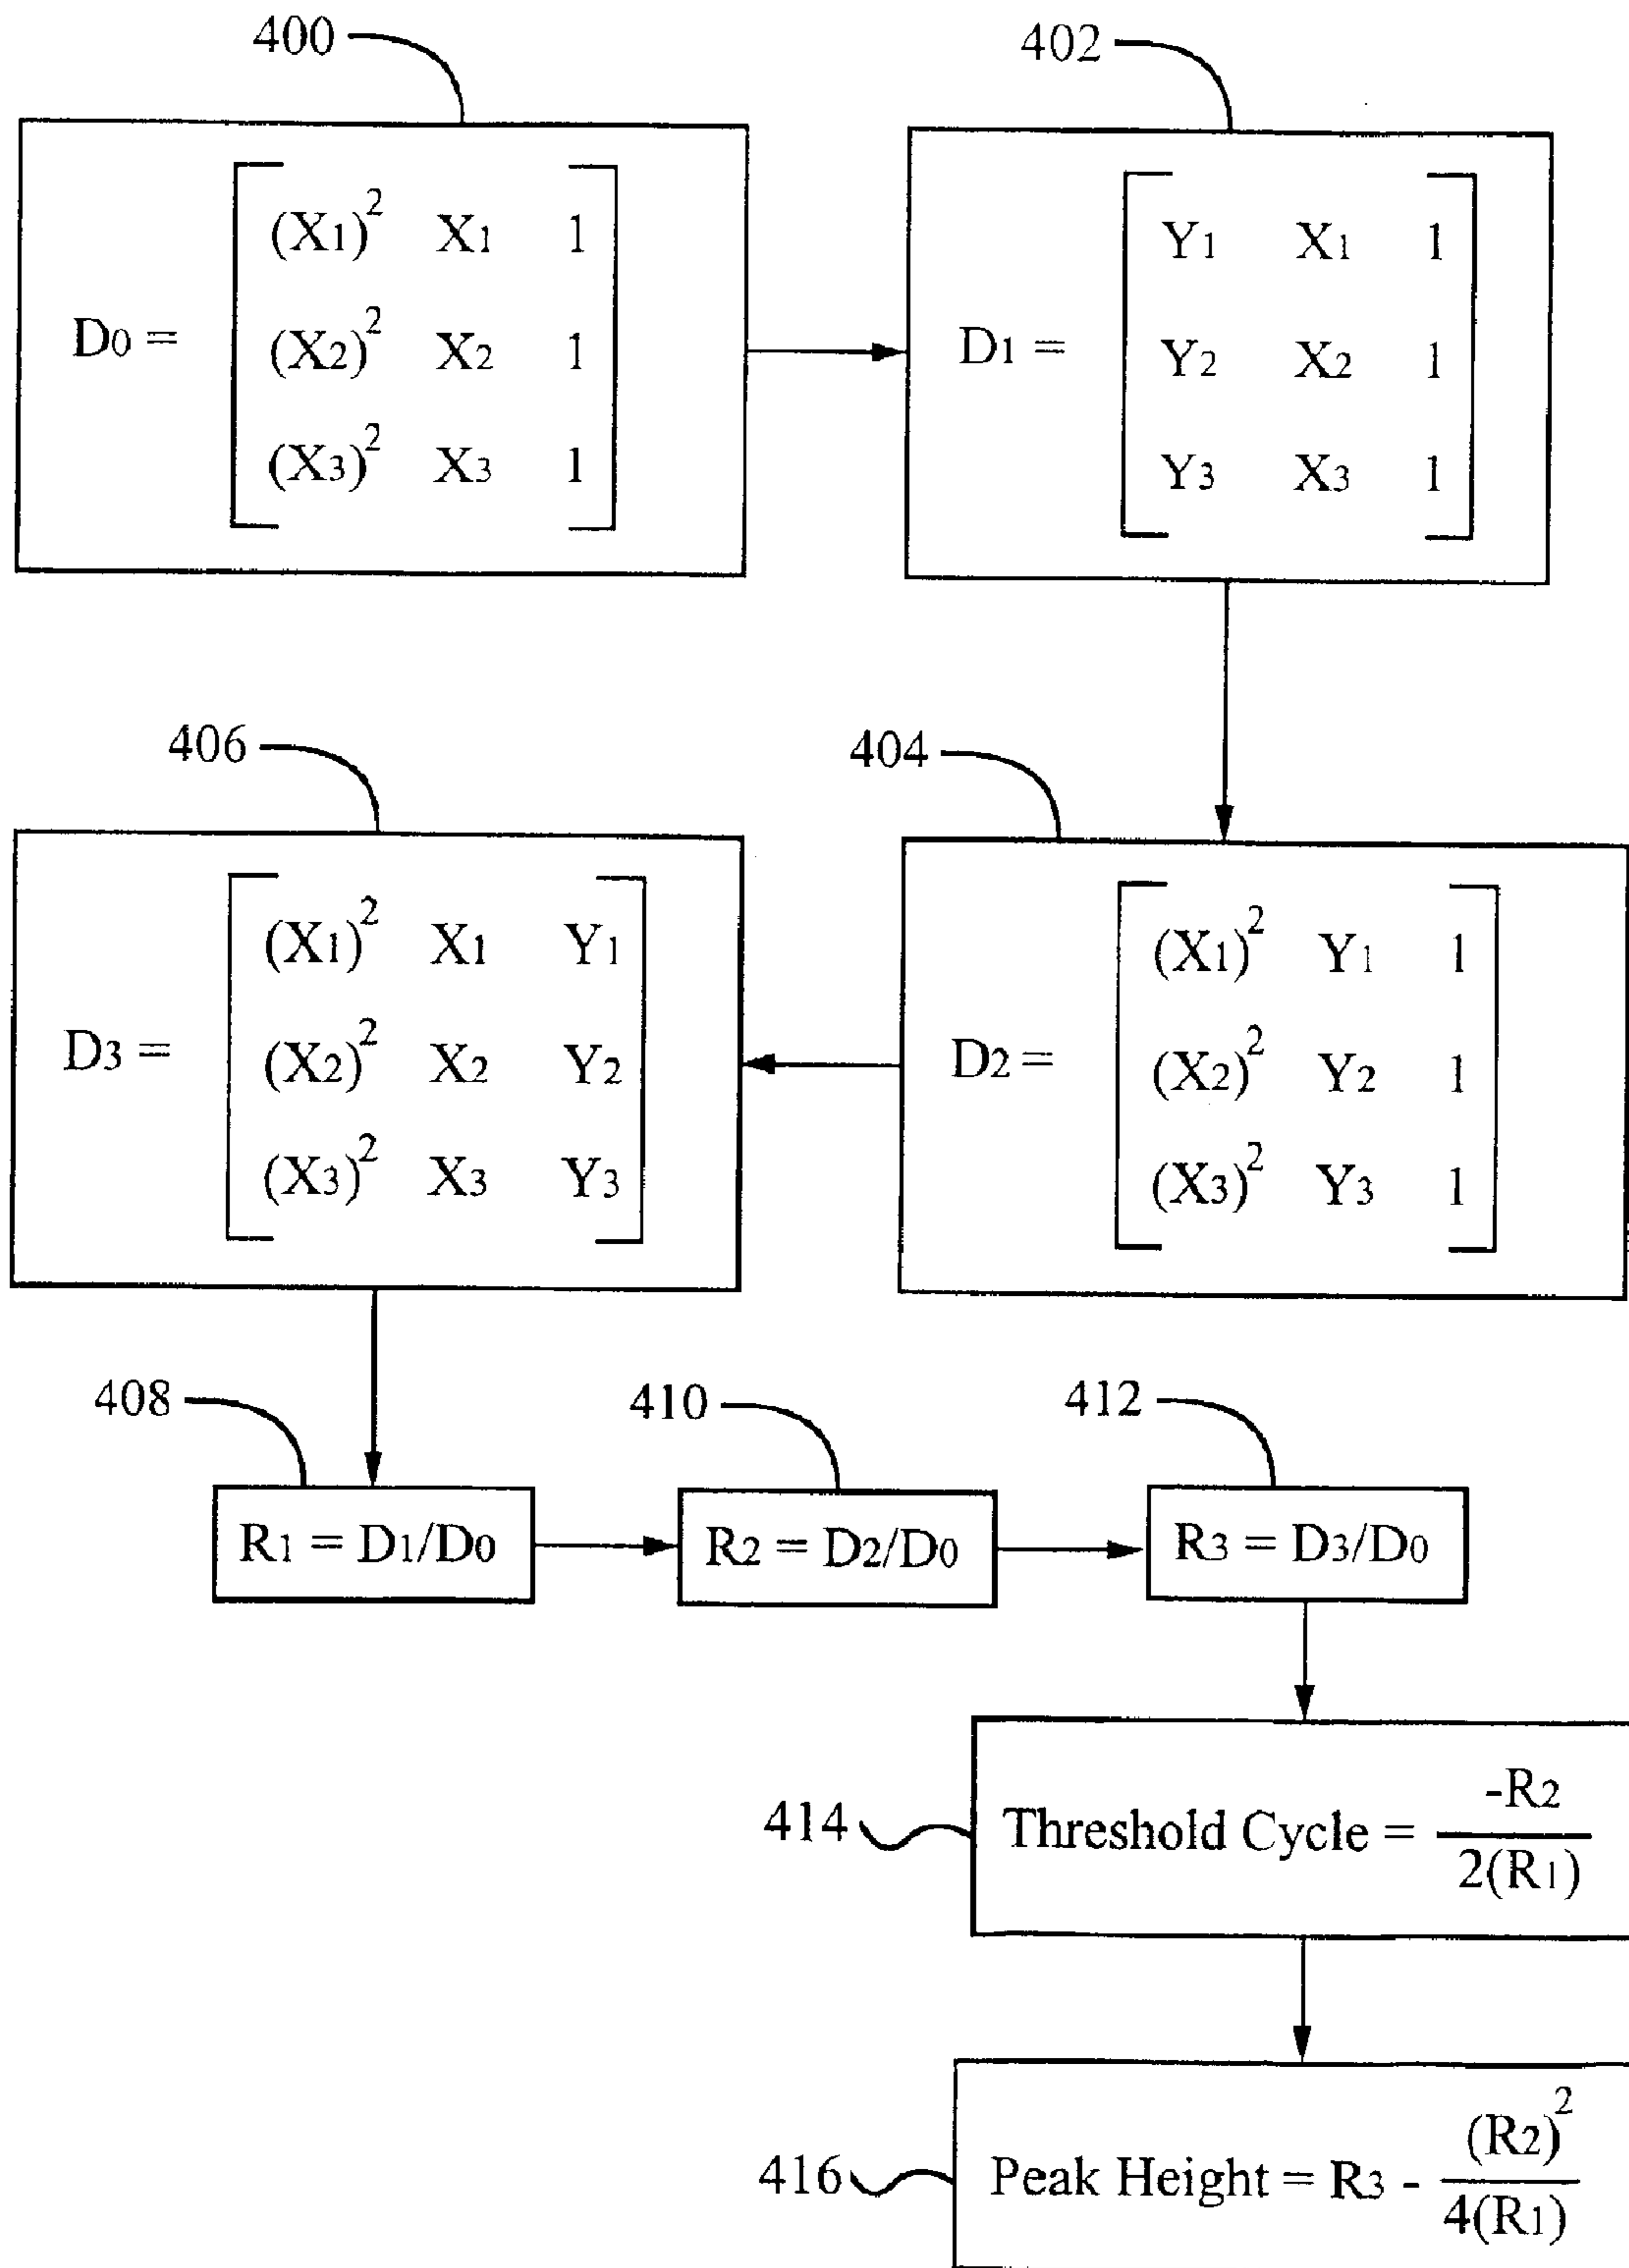 400
402
D0 =
(X1)² X1 1
(X2)² X2 1
(X3)² X3 1
D1 =
Y1 X1 1
Y2 X2 1
Y3 X3 1
406
404
D3 =
(X1)² X1 Y1
(X2)² X2 Y2
(X3)² X3 Y3
D2 =
(X1)² Y1 1
(X2)² Y2 1
(X3)² Y3 1
408
410
412
R1 = D1/D0
R2 = D2/D0
R3 = D3/D0
414
Threshold Cycle = -R2
2(R1)
416
Peak Height = R3 - (R2)²
4(R1)